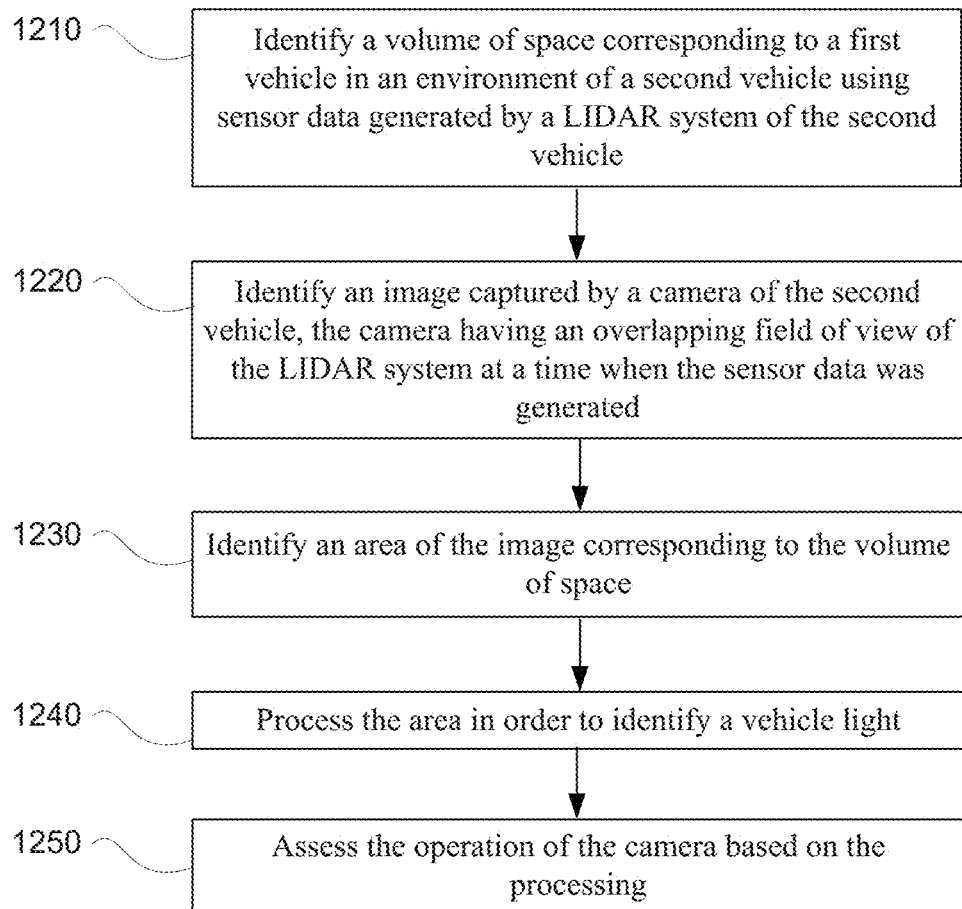 1210
Identify a volume of space corresponding to a first
vehicle in an environment of a second vehicle using
sensor data generated by a LIDAR system of the second
vehicle
1220
Identify an image captured by a camera of the second
vehicle, the camera having an overlapping field of view of
the LIDAR system at a time when the sensor data was
generated
1230
Identify an area of the image corresponding to the volume
of space
1240
Process the area in order to identify a vehicle light
1250
Assess the operation of the camera based on the
processing